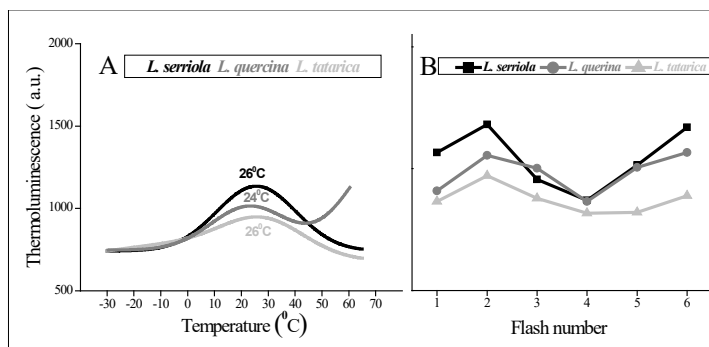 A
L. serriola L. quercina L. tatarica
Thermoluminescence ( a.u.)
2000
1500
1000
500
26⁰C
24⁰C
26⁰C
-30 -20 -10 0 10 20 30 40 50 60 70
Temperature (⁰C)
B
L. serriola L. querina L. tatarica
1 2 3 4 5 6
Flash number